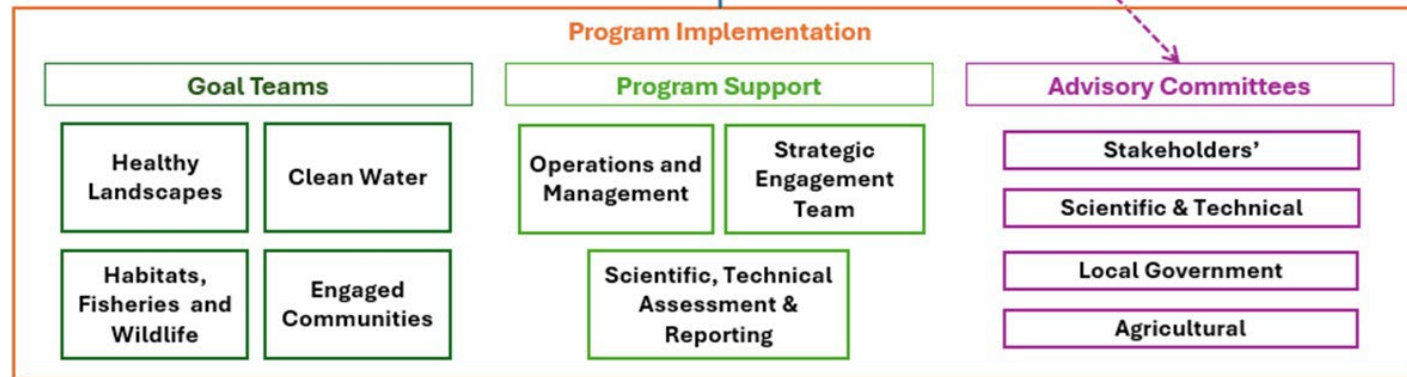 Program Implementation
Goal Teams
Healthy
Landscapes
Clean Water
Habitats,
Fisheries and
Wildlife
Engaged
Communities
Program Support
Operations and
Management
Strategic
Engagement
Team
Scientific, Technical
Assessment &
Reporting
Advisory Committees
Stakeholders’
Scientific & Technical
Local Government
Agricultural